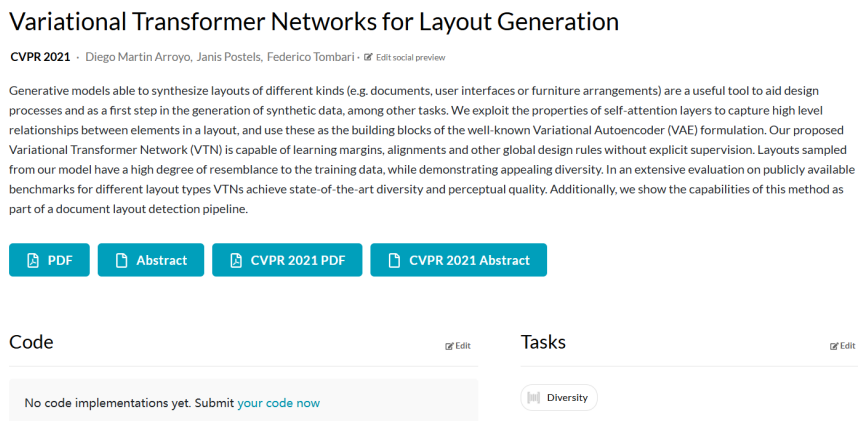 Variational Transformer Networks for Layout Generation
CVPR 2021 · Diego Martin Arroyo, Janis Postels, Federico Tombari · Edit social preview
Generative models able to synthesize layouts of different kinds (e.g. documents, user interfaces or furniture arrangements) are a useful tool to aid design
processes and as a first step in the generation of synthetic data, among other tasks. We exploit the properties of self-attention layers to capture high level
relationships between elements in a layout, and use these as the building blocks of the well-known Variational Autoencoder (VAE) formulation. Our proposed
Variational Transformer Network (VTN) is capable of learning margins, alignments and other global design rules without explicit supervision. Layouts sampled
from our model have a high degree of resemblance to the training data, while demonstrating appealing diversity. In an extensive evaluation on publicly available
benchmarks for different layout types VTNs achieve state-of-the-art diversity and perceptual quality. Additionally, we show the capabilities of this method as
part of a document layout detection pipeline.
PDF Abstract CVPR 2021 PDF CVPR 2021 Abstract
Code Edit
No code implementations yet. Submit your code now
Tasks Edit
Diversity